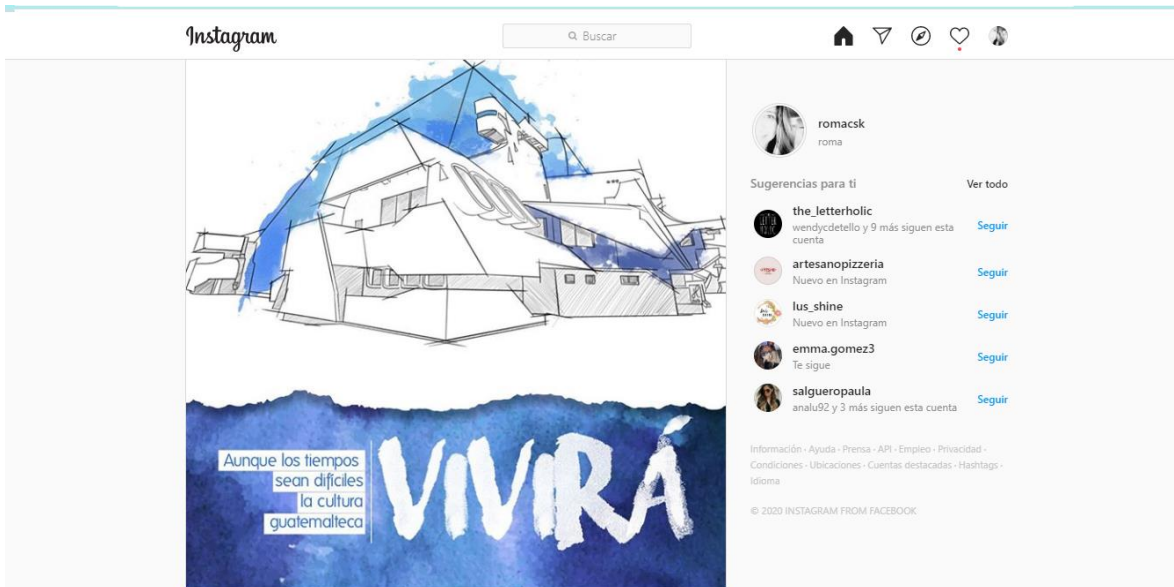 Instagram
Buscar
Aunque los tiempos
sean difíciles
la cultura
guatemalteca
VIVIRÁ
romacsk
roma
Sugerencias para ti
Ver todo
the_letterholic
wendycdetello y 9 más siguen esta
cuenta
Seguir
artesanopizzeria
Nuevo en Instagram
Seguir
lus_shine
Nuevo en Instagram
Seguir
emma.gomez3
Te sigue
Seguir
salgueropaula
analu92 y 3 más siguen esta cuenta
Seguir
Información · Ayuda · Prensa · API · Empleo · Privacidad ·
Condiciones · Ubicaciones · Cuentas destacadas · Hashtags ·
Idioma
© 2020 INSTAGRAM FROM FACEBOOK